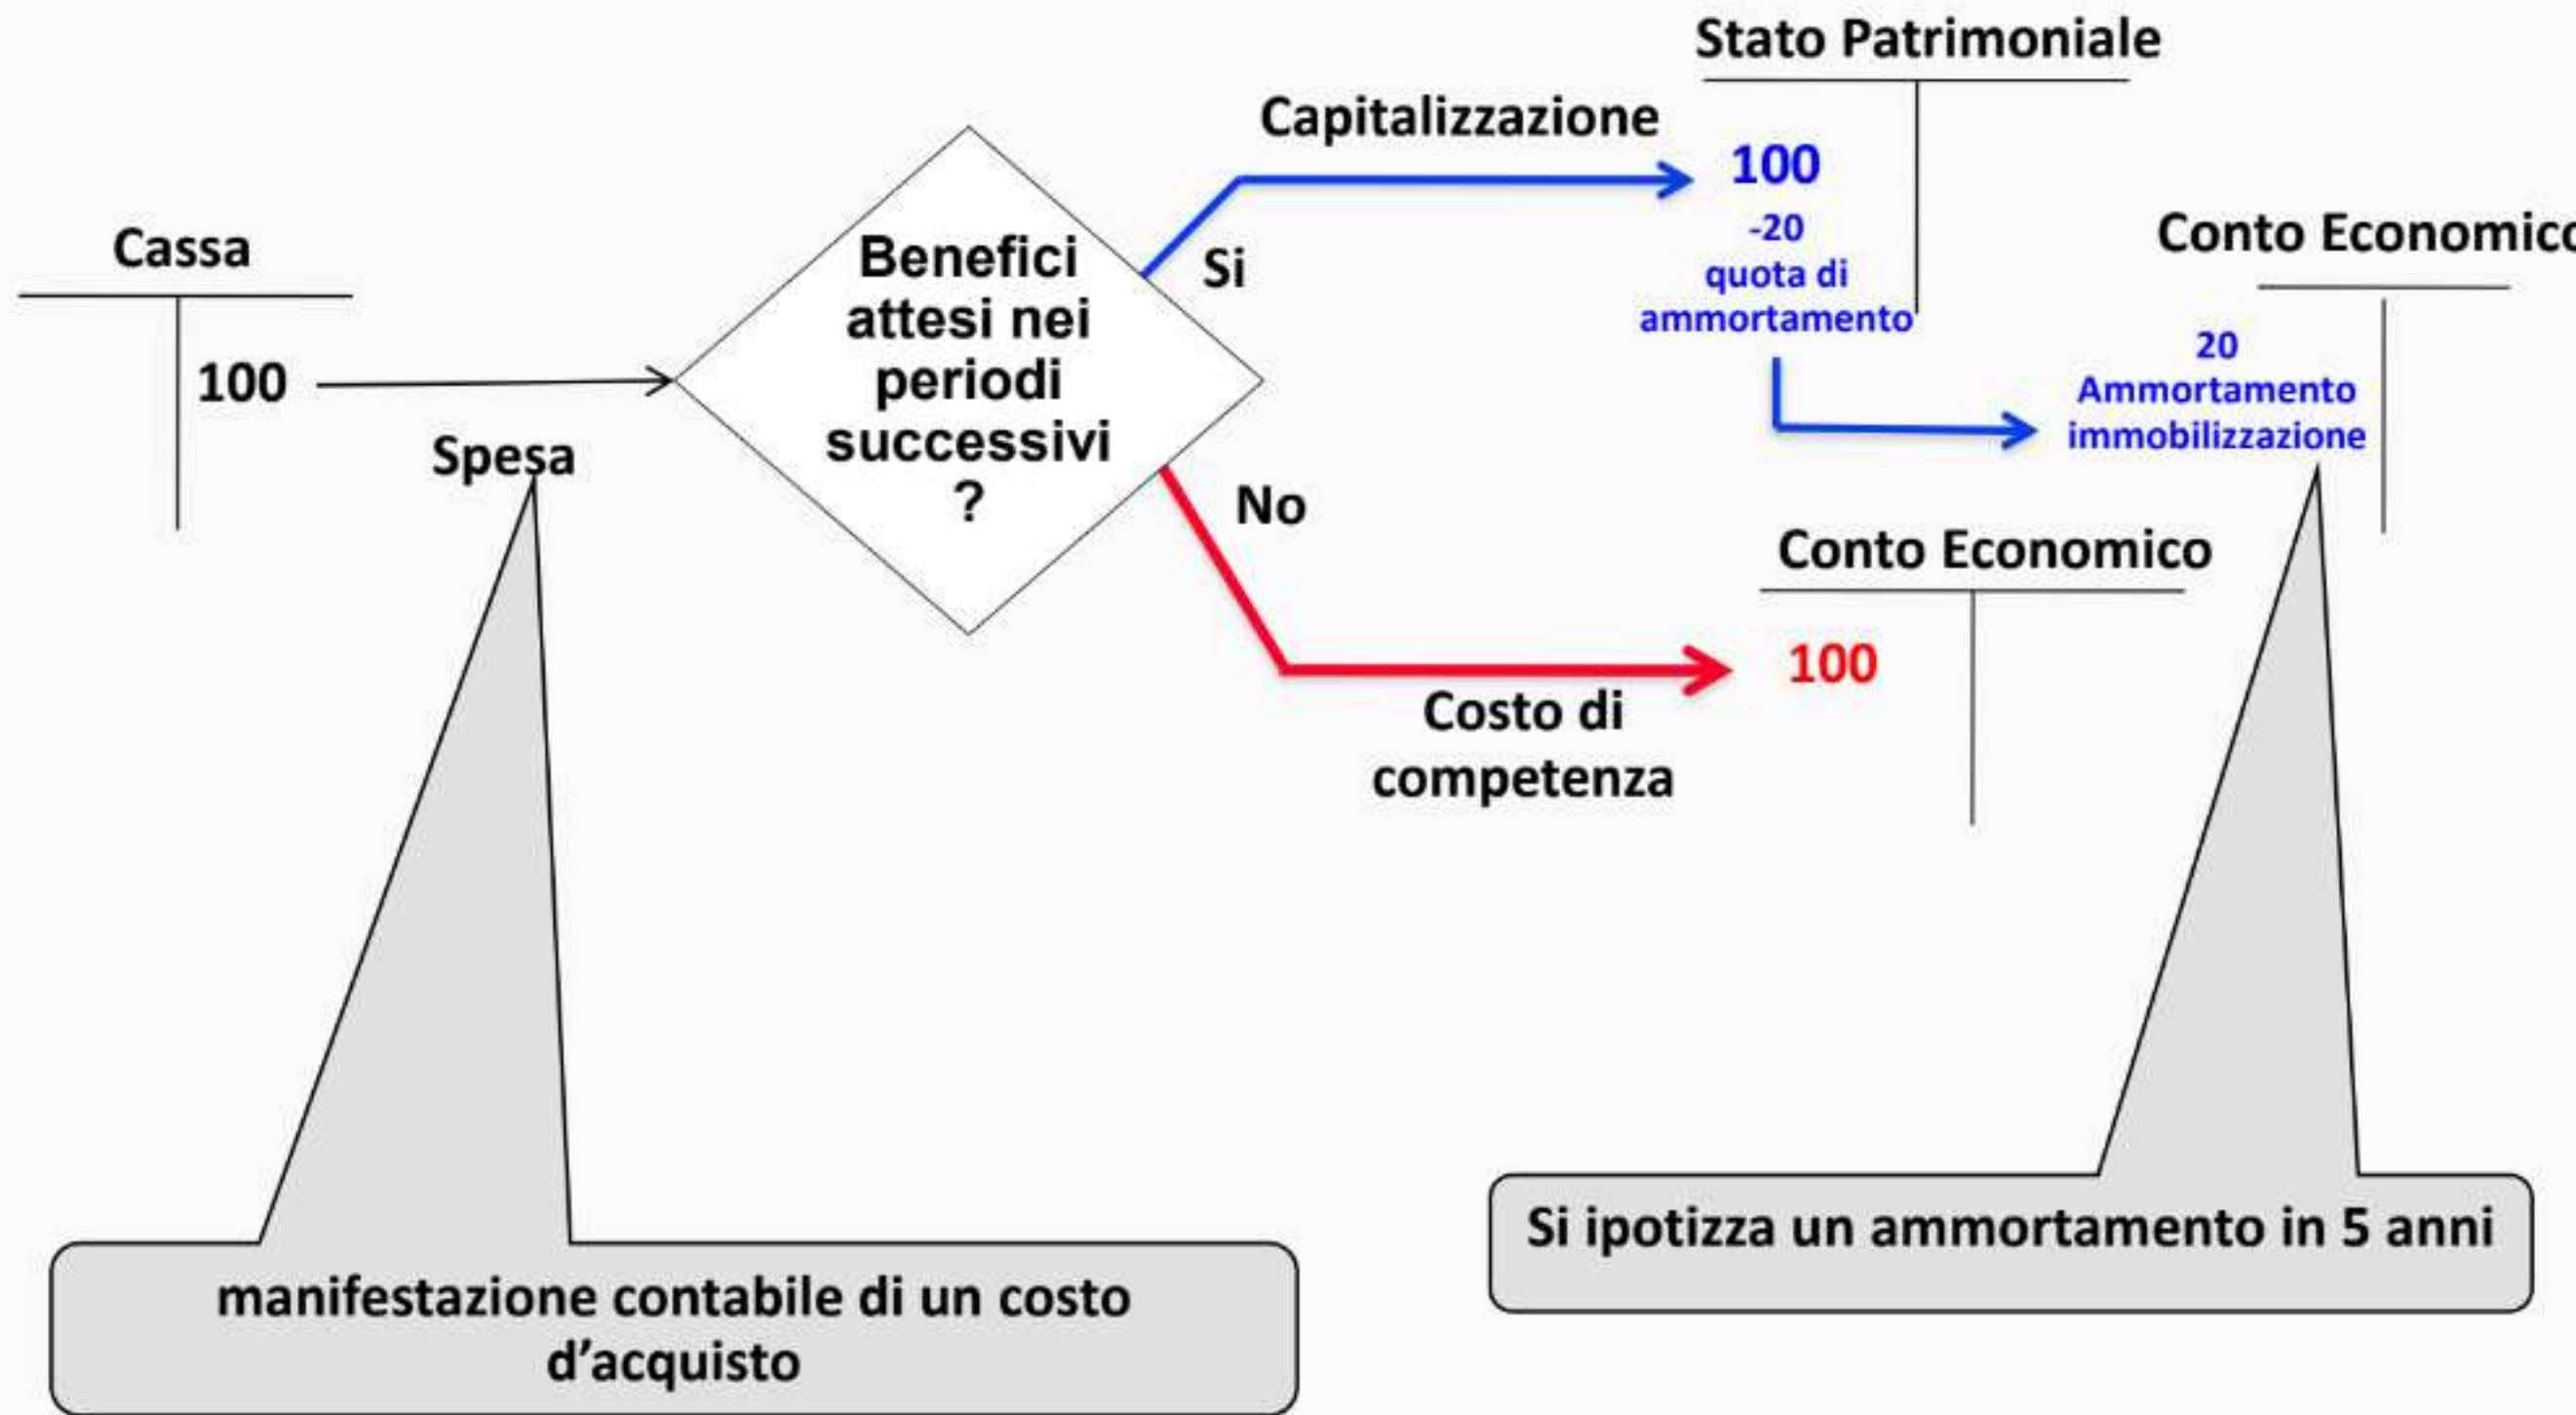 Stato Patrimoniale
Capitalizzazione
100
-20
quota di
ammortamento
Cassa
100
Spesa
Benefici
attesi nei
periodi
successivi
?
Si
No
Conto Economico
20
Ammortamento
immobilizzazione
Conto Economico
100
Costo di
competenza
Si ipotizza un ammortamento in 5 anni
manifestazione contabile di un costo
d'acquisto